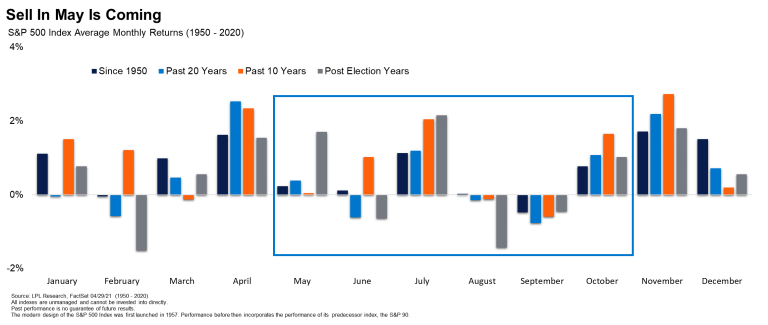 Sell In May Is Coming
S&P 500 Index Average Monthly Returns (1950 - 2020)
4%
Since 1950 Past 20 Years Past 10 Years Post Election Years
2%
0%
-2%
January February March April May June July August September October November December
Source: LPL Research, FactSet 04/29/21 (1950 - 2020)
All indexes are unmanaged and cannot be invested into directly.
Past performance is no guarantee of future results.
The modern design of the S&P 500 Index was first launched in 1957. Performance before then incorporates the performance of its predecessor index, the S&P 90.